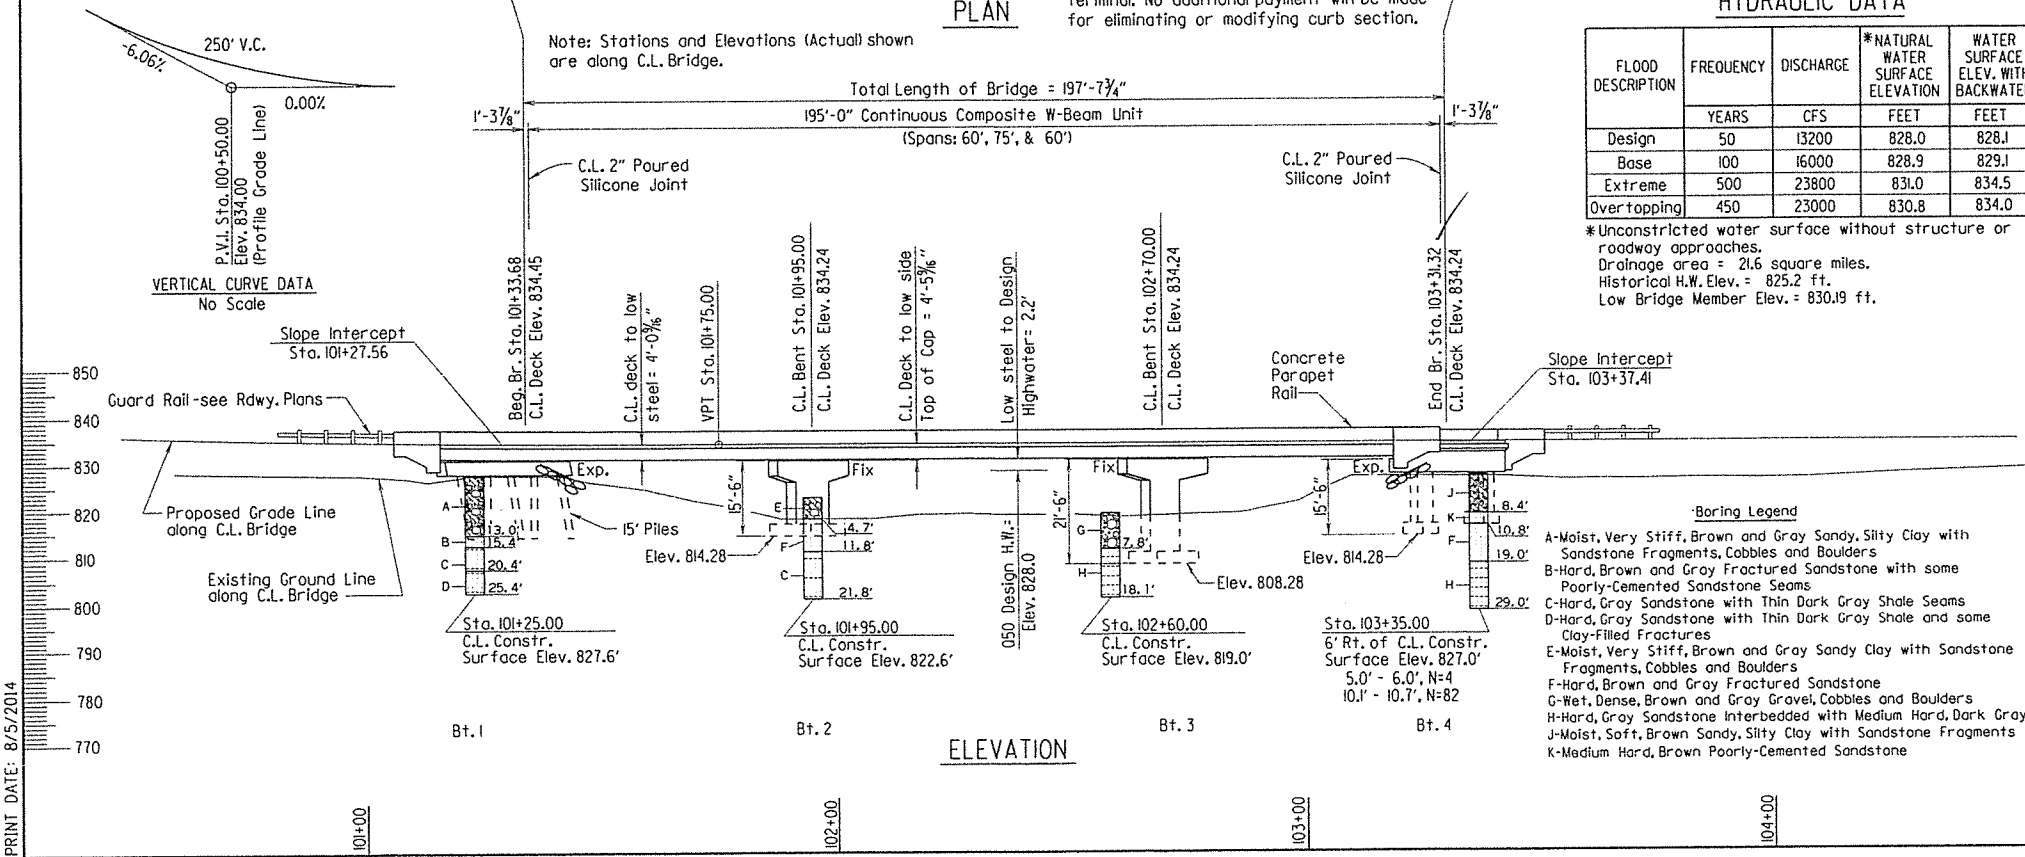 PLAN
Terminal. No additional payment will be made
for eliminating or modifying curb section.
HYDRAULIC DATA
-6.06%
250' V.C.
0.00%
P.V.I. Sta. 100+50.00
Elev. 834.00
(Profile Grade Line)
VERTICAL CURVE DATA
No Scale
Note: Stations and Elevations (Actual) shown
are along C.L. Bridge.
Total Length of Bridge = 197'-7¾"
1'-3⅞"
195'-0" Continuous Composite W-Beam Unit
1'-3⅞"
(Spans: 60', 75', & 60')
C.L. 2" Poured
Silicone Joint
C.L. 2" Poured
Silicone Joint
FLOOD
DESCRIPTION
FREQUENCY
DISCHARGE
*NATURAL
WATER
SURFACE
ELEVATION
WATER
SURFACE
ELEV. WITH
BACKWATER
YEARS CFS FEET FEET
Design 50 13200 828.0 828.1
Base 100 16000 828.9 829.1
Extreme 500 23800 831.0 834.5
Overtopping 450 23000 830.8 834.0
*Unconstricted water surface without structure or
roadway approaches.
Drainage area = 21.6 square miles.
Historical H.W. Elev. = 825.2 ft.
Low Bridge Member Elev. = 830.19 ft.
Slope Intercept
Sta. 101+27.56
Beg. Br. Sta. 101+33.68
C.L. Deck Elev. 834.45
C.L. deck to low
steel = 4'-0 9/16"
VPT Sta. 101+75.00
C.L. Bent Sta. 101+95.00
C.L. Deck Elev. 834.24
C.L. Deck to low side
Top of Cap = 4'-5 9/16"
Low steel to Design
Highwater = 2.2'
C.L. Bent Sta. 102+70.00
C.L. Deck Elev. 834.24
Concrete
Parapet
Rail
End Br. Sta. 103+31.32
C.L. Deck Elev. 834.24
Slope Intercept
Sta. 103+37.41
850
840
830
820
810
800
790
780
770
Guard Rail-see Rdwy. Plans
Proposed Grade Line
along C.L. Bridge
Existing Ground Line
along C.L. Bridge
Exp.
Fix
Fix
Exp.
15' Piles
A
B
C
D
13.0'
15.4'
20.4'
25.4'
Sta. 101+25.00
C.L. Constr.
Surface Elev. 827.6'
15'-6"
Elev. 814.28
E
F
C
4.7'
11.8'
21.8'
Sta. 101+95.00
C.L. Constr.
Surface Elev. 822.6'
Q50 Design H.W.=
Elev. 828.0
21'-6"
G
H
7.8'
18.1'
Elev. 808.28
Sta. 102+60.00
C.L. Constr.
Surface Elev. 819.0'
15'-6"
Elev. 814.28
J
K
F
H
8.4'
10.8'
19.0'
29.0'
Sta. 103+35.00
6' Rt. of C.L. Constr.
Surface Elev. 827.0'
5.0' - 6.0', N=4
10.1' - 10.7', N=82
Boring Legend
A-Moist, Very Stiff, Brown and Gray Sandy, Silty Clay with
Sandstone Fragments, Cobbles and Boulders
B-Hard, Brown and Gray Fractured Sandstone with some
Poorly-Cemented Sandstone Seams
C-Hard, Gray Sandstone with Thin Dark Gray Shale Seams
D-Hard, Gray Sandstone with Thin Dark Gray Shale and some
Clay-Filled Fractures
E-Moist, Very Stiff, Brown and Gray Sandy Clay with Sandstone
Fragments, Cobbles and Boulders
F-Hard, Brown and Gray Fractured Sandstone
G-Wet, Dense, Brown and Gray Gravel, Cobbles and Boulders
H-Hard, Gray Sandstone Interbedded with Medium Hard, Dark Gray
J-Moist, Soft, Brown Sandy, Silty Clay with Sandstone Fragments
K-Medium Hard, Brown Poorly-Cemented Sandstone
Bt. 1
Bt. 2
Bt. 3
Bt. 4
ELEVATION
101+00
102+00
103+00
104+00
PRINT DATE: 8/5/2014